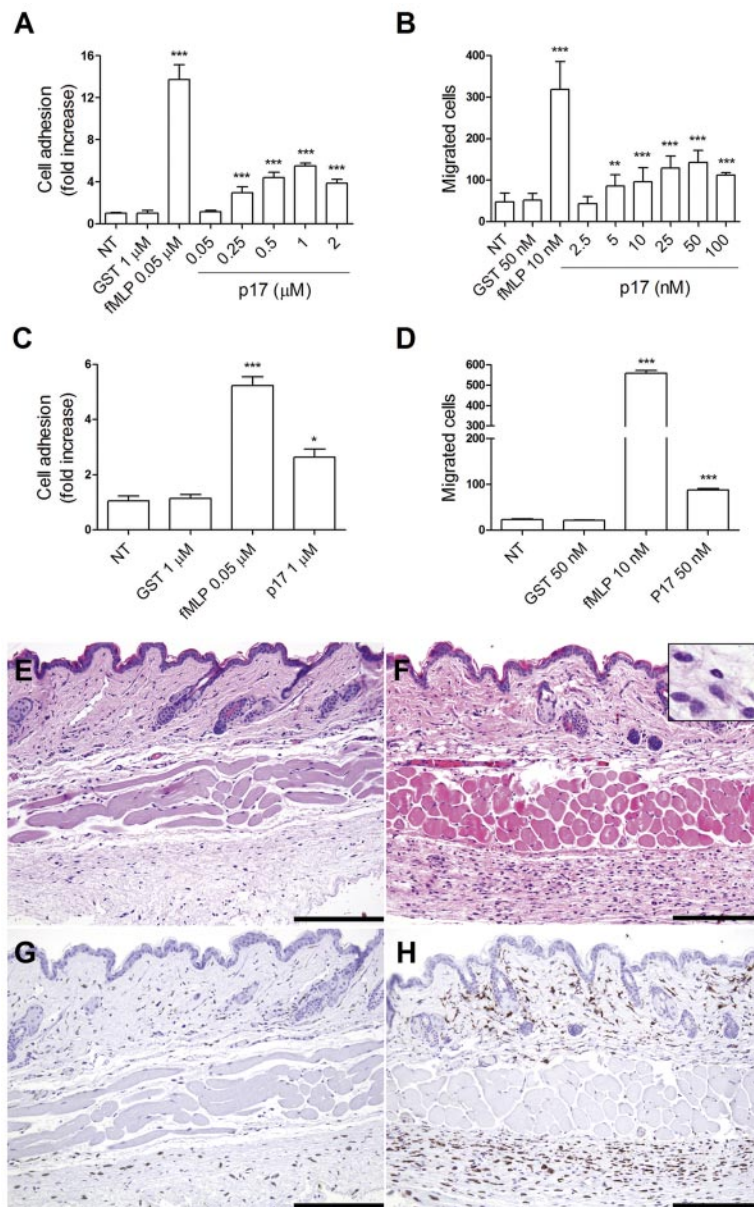 A
Cell adhesion
(fold increase)
16
12
8
4
0
***
***
***
***
***
NT
GST 1 μM
fMLP 0.05 μM
0.05
0.25
0.5
1
2
p17 (μM)
B
Migrated cells
400
300
200
100
0
***
**
***
***
***
***
NT
GST 50 nM
fMLP 10 nM
2.5
5
10
25
50
100
p17 (nM)
C
Cell adhesion
(fold increase)
6
4
2
0
***
*
NT
GST 1 μM
fMLP 0.05 μM
p17 1 μM
D
Migrated cells
600
500
400
300
200
100
0
***
***
NT
GST 50 nM
fMLP 10 nM
P17 50 nM
E
F
G
H